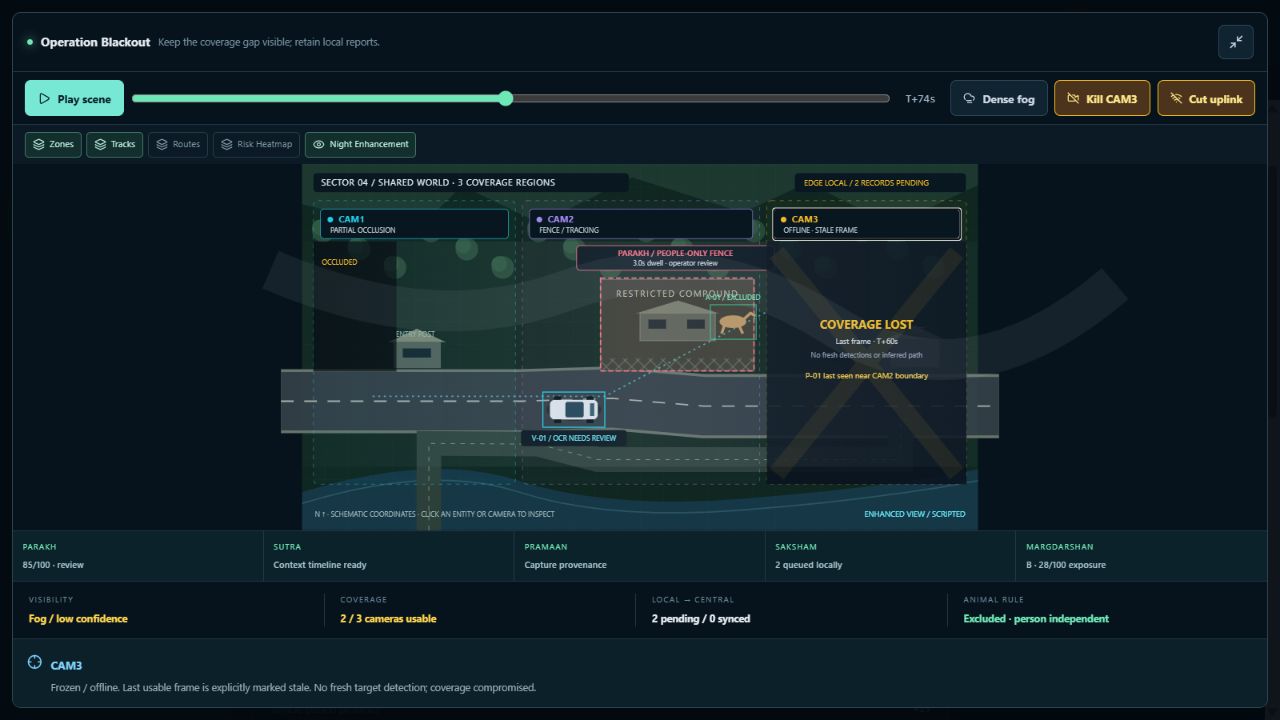 Operation Blackout Keep the coverage gap visible; retain local reports.
Play scene T+74s Dense fog Kill CAM3 Cut uplink
Zones Tracks Routes Risk Heatmap Night Enhancement
SECTOR 04 / SHARED WORLD · 3 COVERAGE REGIONS EDGE LOCAL / 2 RECORDS PENDING
CAM1
PARTIAL OCCLUSION
CAM2
FENCE / TRACKING
CAM3
OFFLINE · STALE FRAME
OCCLUDED
PARAKH / PEOPLE-ONLY FENCE
3.0s dwell · operator review
RESTRICTED COMPOUND
A-01 / EXCLUDED
ENTRY POST
COVERAGE LOST
Last frame · T+60s
No fresh detections or inferred path
P-01 last seen near CAM2 boundary
V-01 / OCR NEEDS REVIEW
N ↑ · SCHEMATIC COORDINATES · CLICK AN ENTITY OR CAMERA TO INSPECT ENHANCED VIEW / SCRIPTED
PARAKH
85/100 · review
SUTRA
Context timeline ready
PRAMAAN
Capture provenance
SAKSHAM
2 queued locally
MARGDARSHAN
B · 28/100 exposure
VISIBILITY
Fog / low confidence
COVERAGE
2 / 3 cameras usable
LOCAL → CENTRAL
2 pending / 0 synced
ANIMAL RULE
Excluded · person independent
CAM3
Frozen / offline. Last usable frame is explicitly marked stale. No fresh target detection; coverage compromised.